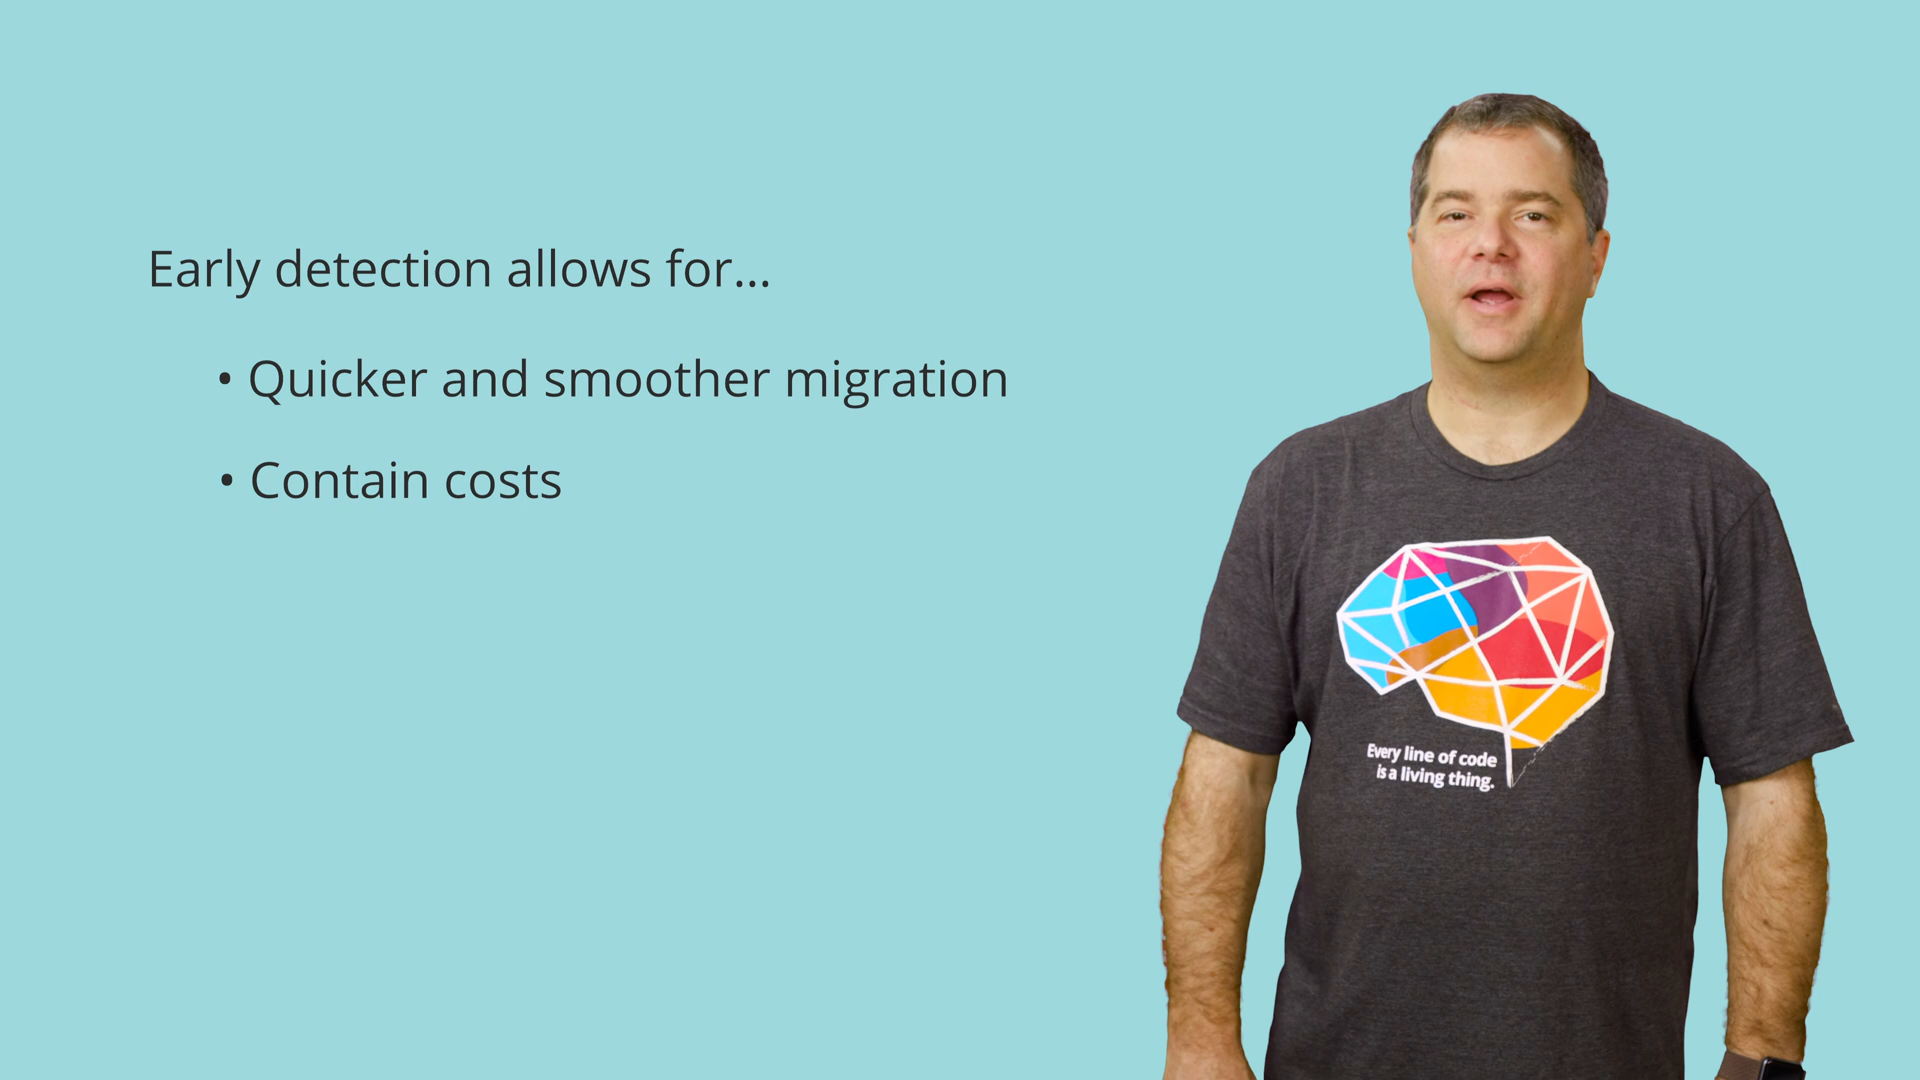 Early detection allows for...
• Quicker and smoother migration
• Contain costs
Every line of code
is a living thing.